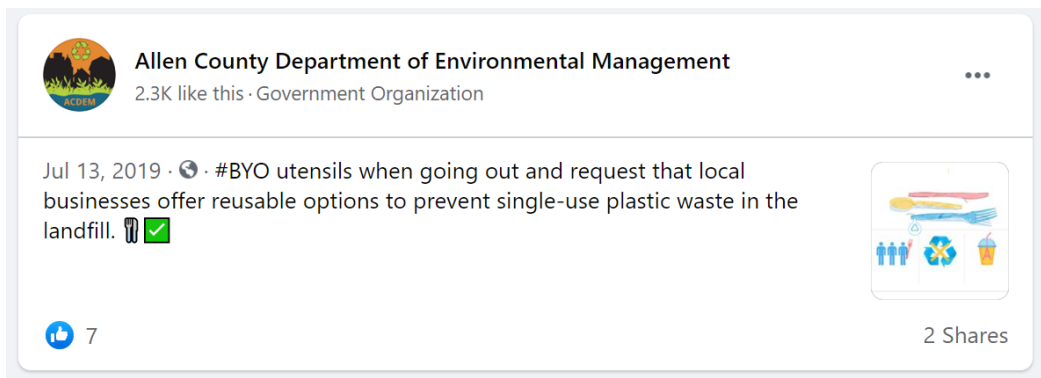 Allen County Department of Environmental Management
2.3K like this · Government Organization
ACDEM
•••
Jul 13, 2019 · · #BYO utensils when going out and request that local
businesses offer reusable options to prevent single-use plastic waste in the
landfill. 🍴✅
7
2 Shares